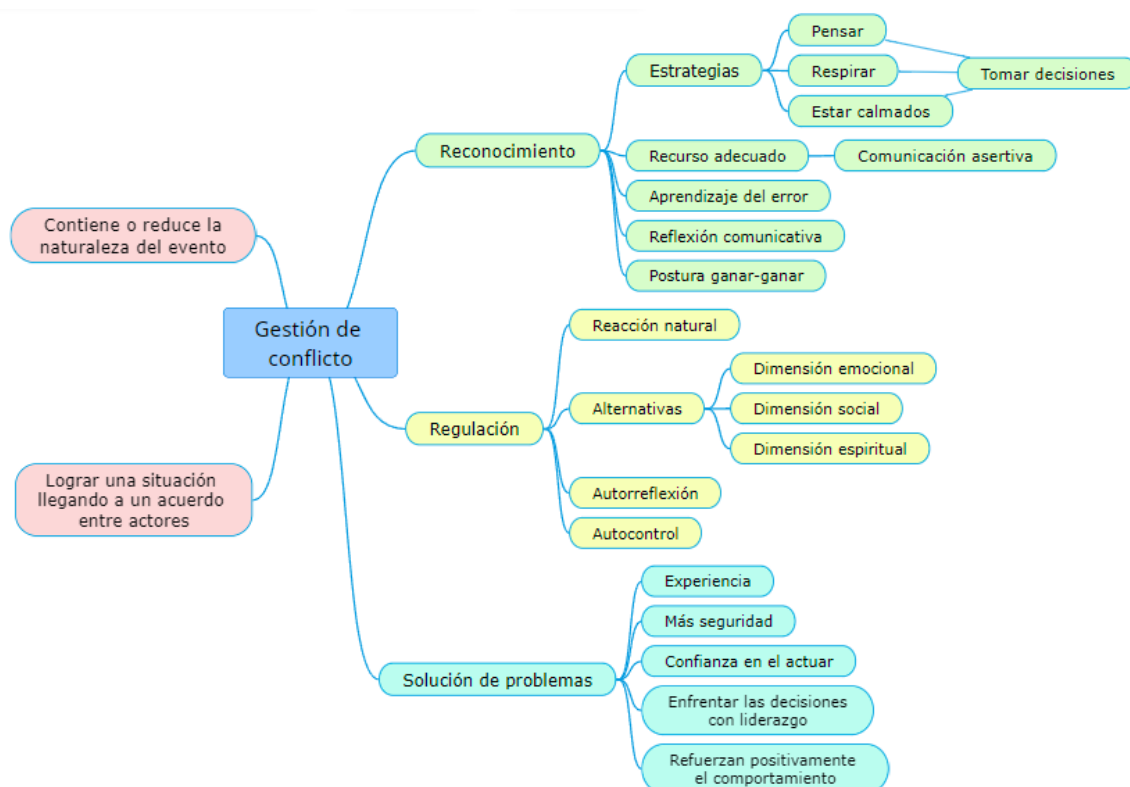 Pensar
Estrategias
Respirar
Tomar decisiones
Estar calmados
Reconocimiento
Recurso adecuado
Comunicación asertiva
Aprendizaje del error
Reflexión comunicativa
Postura ganar-ganar
Contiene o reduce la
naturaleza del evento
Gestión de
conflicto
Lograr una situación
llegando a un acuerdo
entre actores
Reacción natural
Dimensión emocional
Alternativas
Dimensión social
Regulación
Dimensión espiritual
Autorreflexión
Autocontrol
Experiencia
Más seguridad
Confianza en el actuar
Solución de problemas
Enfrentar las decisiones
con liderazgo
Refuerzan positivamente
el comportamiento